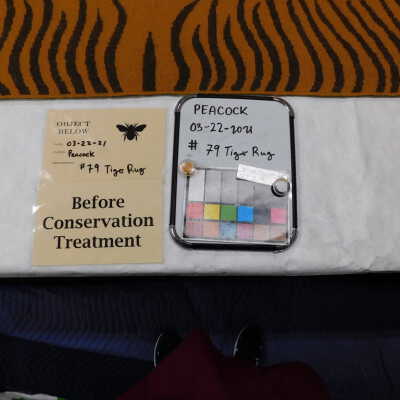 OBJECT
BELOW
03-22-21
Peacock
#79 Tiger Rug
Before
Conservation
Treatment
PEACOCK
03-22-2021
# 79 Tiger Rug